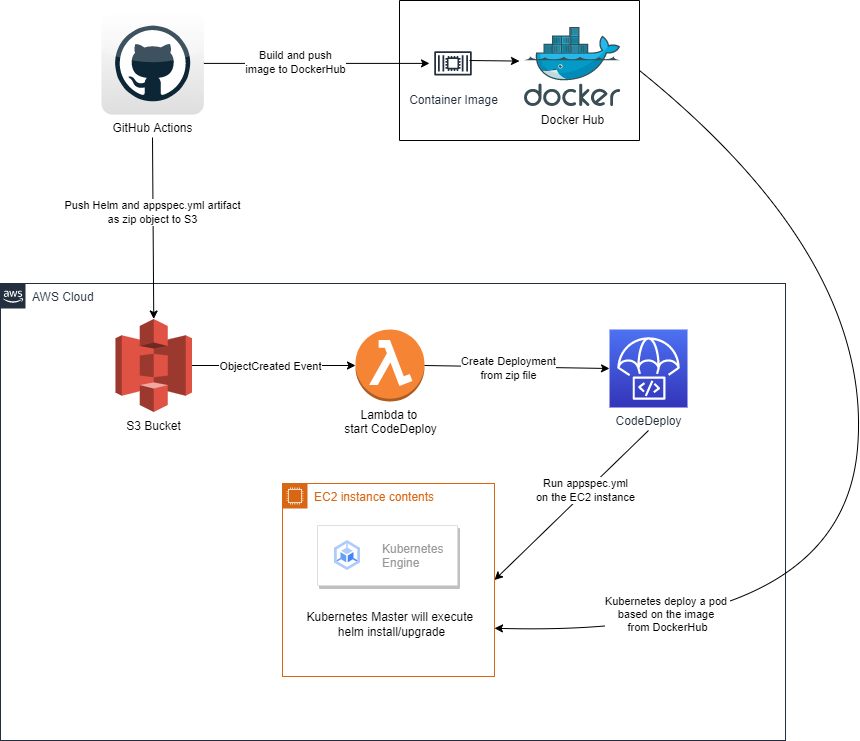 Build and push
image to DockerHub
Container Image
docker
Docker Hub
GitHub Actions
Push Helm and appspec.yml artifact
as zip object to S3
aws
AWS Cloud
ObjectCreated Event
Create Deployment
from zip file
</>
S3 Bucket
Lambda to
start CodeDeploy
CodeDeploy
Run appspec.yml
on the EC2 instance
EC2 instance contents
Kubernetes
Engine
Kubernetes Master will execute
helm install/upgrade
Kubernetes deploy a pod
based on the image
from DockerHub